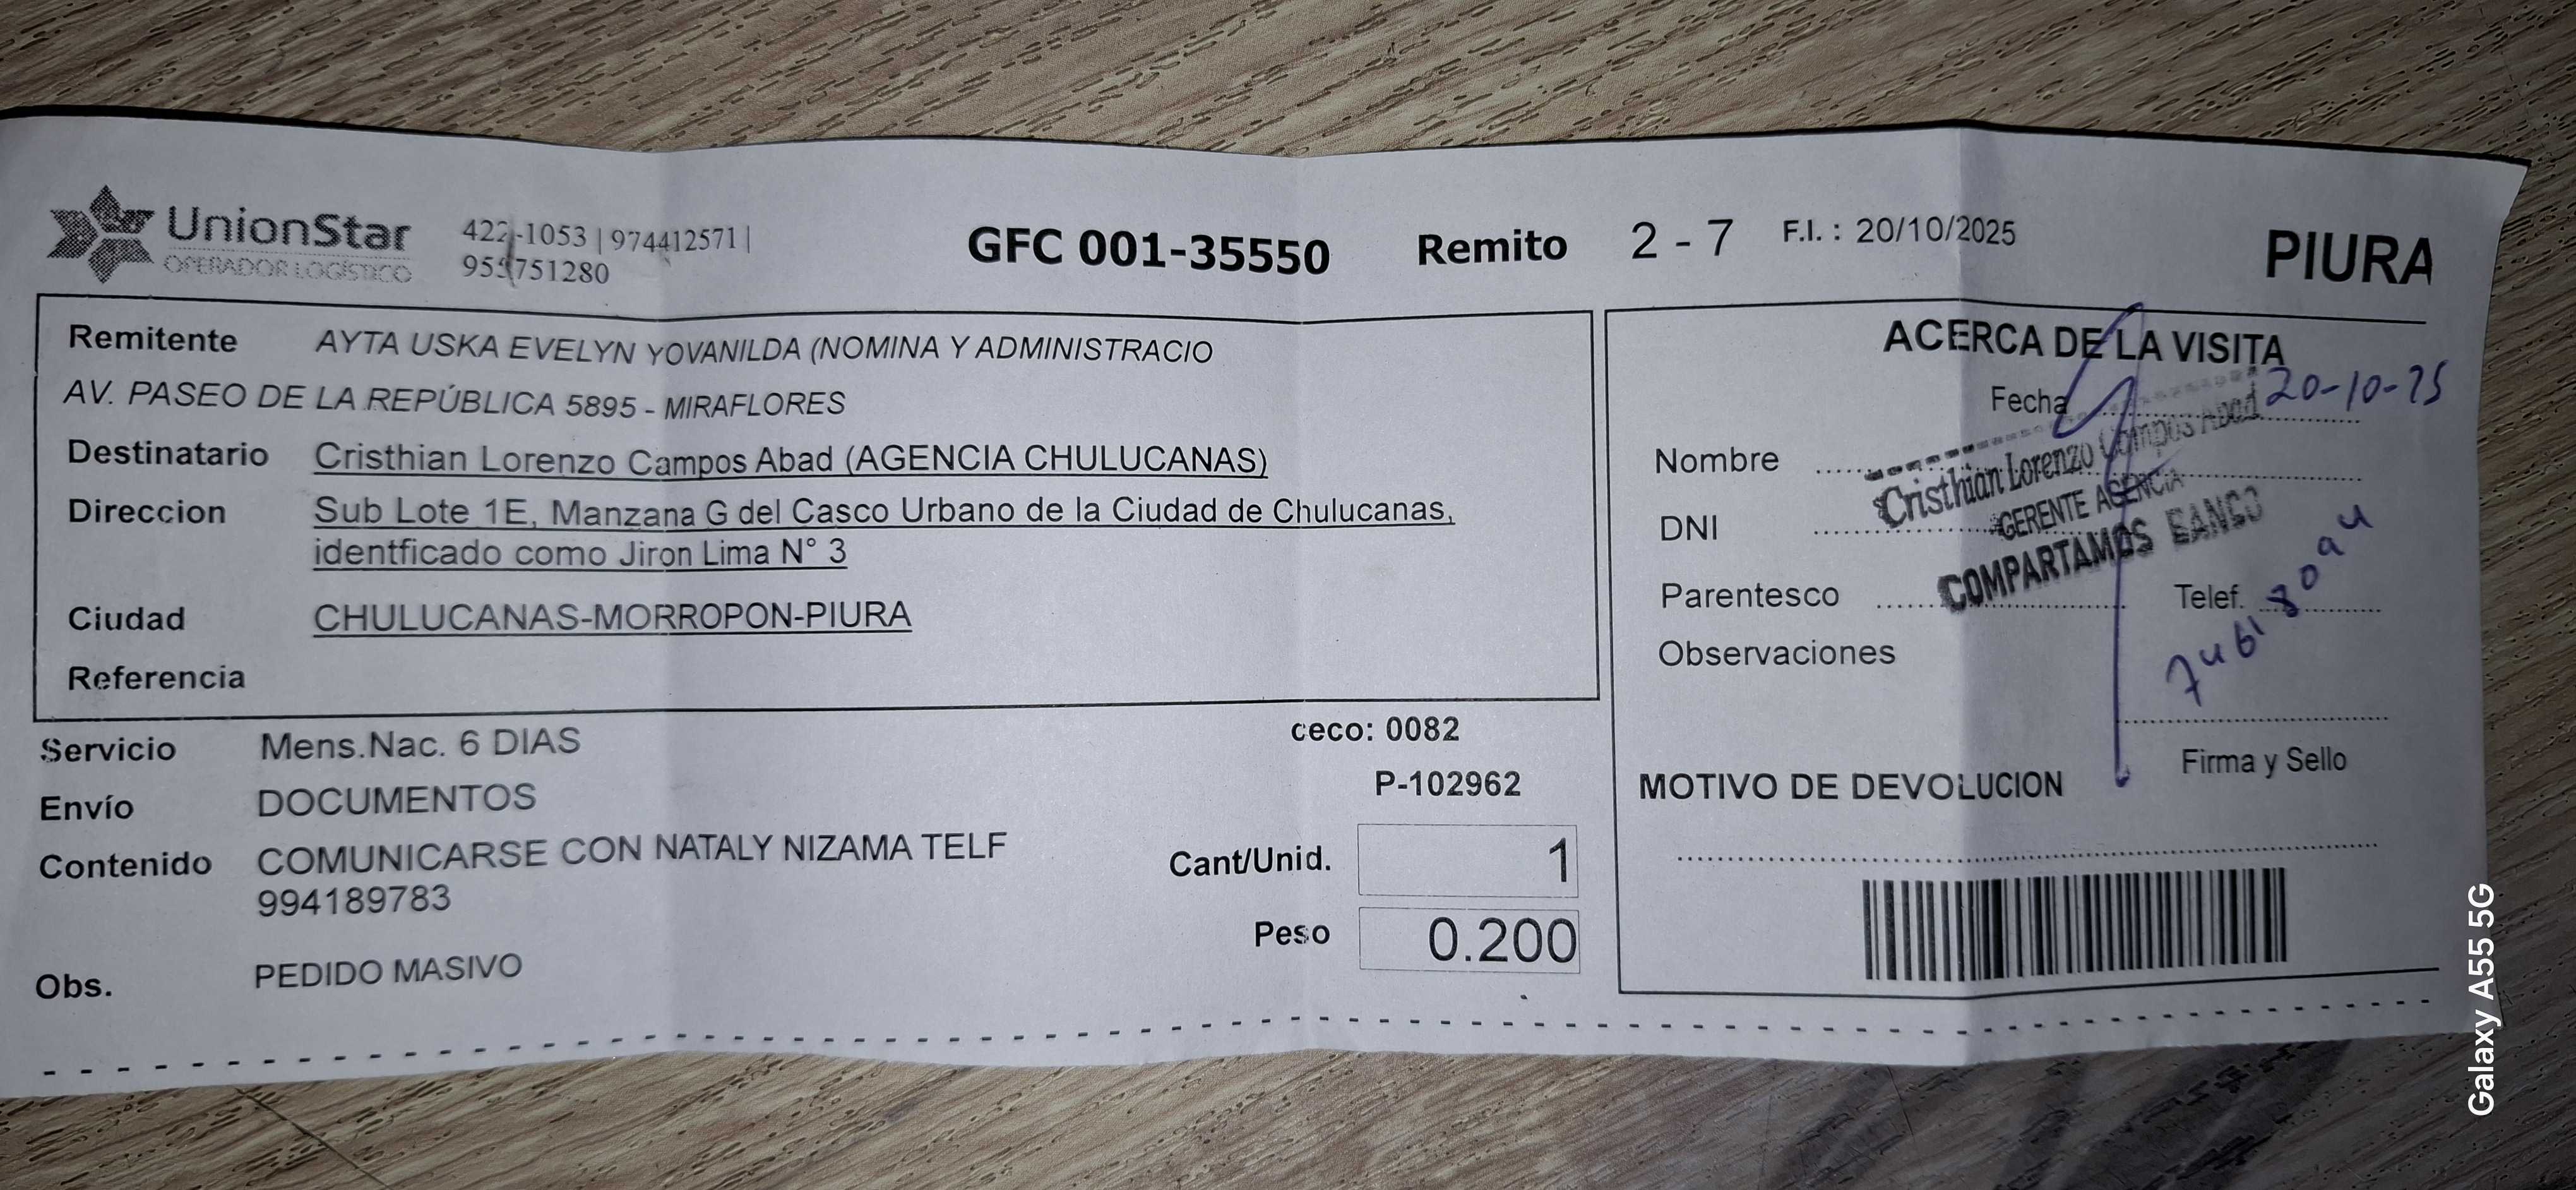 UnionStar
OPERADOR LOGÍSTICO
422-1053 | 974412571 |
751280
GFC 001-35550
Remito 2 - 7
F.I. : 20/10/2025
PIURA
Remitente AYTA USKA EVELYN YOVANILDA (NOMINA Y ADMINISTRACIO
AV. PASEO DE LA REPÚBLICA 5895 - MIRAFLORES
Destinatario Cristhian Lorenzo Campos Abad (AGENCIA CHULUCANAS)
Direccion Sub Lote 1E, Manzana G del Casco Urbano de la Ciudad de Chulucanas,
identficado como Jiron Lima N° 3
Ciudad CHULUCANAS-MORROPON-PIURA
Referencia
Servicio Mens.Nac. 6 DIAS
Envío DOCUMENTOS
Contenido COMUNICARSE CON NATALY NIZAMA TELF
994189783
Obs. PEDIDO MASIVO
ceco: 0082
P-102962
Cant/Unid. 1
Peso 0.200
ACERCA DE LA VISITA
Fecha 20-10-25
Nombre
DNI
Parentesco
Telef.
Observaciones
Cristhian Lorenzo Campos Abad
GERENTE AGENCIA
COMPARTAMOS BANCO
Firma y Sello
MOTIVO DE DEVOLUCION
Galaxy A55 5G